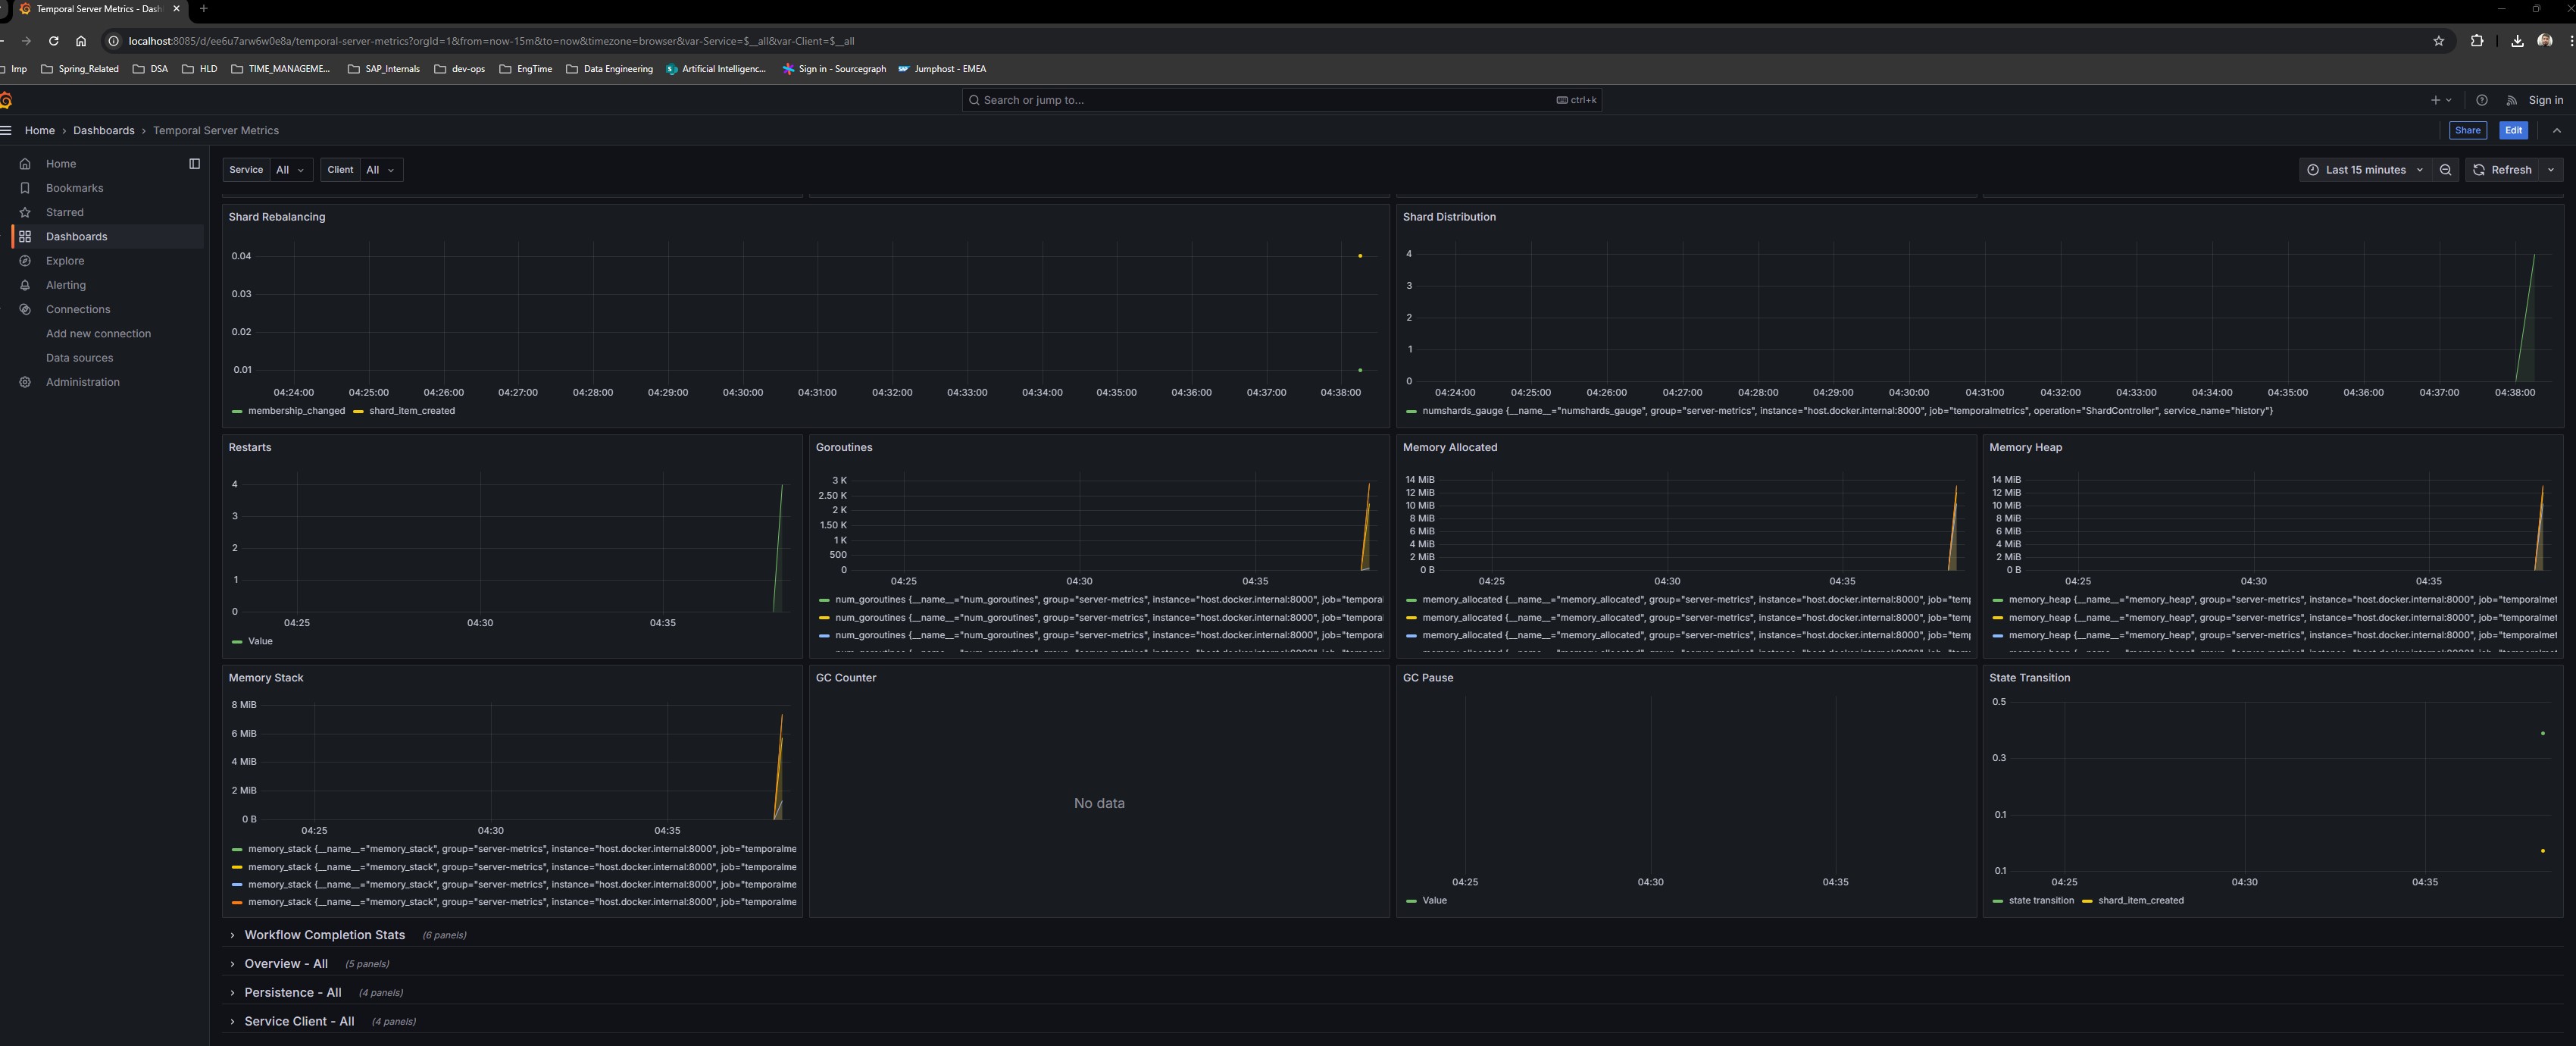 Temporal Server Metrics - Dash
localhost:8085/d/ee6u7arw6w0e8a/temporal-server-metrics?orgId=1&from=now-15m&to=now&timezone=browser&var-Service=$__all&var-Client=$__all
Imp Spring_Related DSA HLD TIME_MANAGEME... SAP_Internals dev-ops EngTime Data Engineering Artificial Intelligenc... Sign in - Sourcegraph Jumphost - EMEA
Search or jump to... ctrl+k Sign in
Home › Dashboards › Temporal Server Metrics Share Edit
Home
Bookmarks
Starred
Dashboards
Explore
Alerting
Connections
Add new connection
Data sources
Administration
Service All Client All Last 15 minutes Refresh
Shard Rebalancing
0.04
0.03
0.02
0.01
04:24:00 04:25:00 04:26:00 04:27:00 04:28:00 04:29:00 04:30:00 04:31:00 04:32:00 04:33:00 04:34:00 04:35:00 04:36:00 04:37:00 04:38:00
membership_changed shard_item_created
Shard Distribution
4
3
2
1
0
04:24:00 04:25:00 04:26:00 04:27:00 04:28:00 04:29:00 04:30:00 04:31:00 04:32:00 04:33:00 04:34:00 04:35:00 04:36:00 04:37:00 04:38:00
numshards_gauge {__name__="numshards_gauge", group="server-metrics", instance="host.docker.internal:8000", job="temporalmetrics", operation="ShardController", service_name="history"}
Restarts
4
3
2
1
0
04:25 04:30 04:35
Value
Goroutines
3 K
2.50 K
2 K
1.50 K
1 K
500
0
04:25 04:30 04:35
num_goroutines {__name__="num_goroutines", group="server-metrics", instance="host.docker.internal:8000", job="temporal
num_goroutines {__name__="num_goroutines", group="server-metrics", instance="host.docker.internal:8000", job="temporal
num_goroutines {__name__="num_goroutines", group="server-metrics", instance="host.docker.internal:8000", job="temporal
Memory Allocated
14 MiB
12 MiB
10 MiB
8 MiB
6 MiB
4 MiB
2 MiB
0 B
04:25 04:30 04:35
memory_allocated {__name__="memory_allocated", group="server-metrics", instance="host.docker.internal:8000", job="temp
memory_allocated {__name__="memory_allocated", group="server-metrics", instance="host.docker.internal:8000", job="temp
memory_allocated {__name__="memory_allocated", group="server-metrics", instance="host.docker.internal:8000", job="temp
Memory Heap
14 MiB
12 MiB
10 MiB
8 MiB
6 MiB
4 MiB
2 MiB
0 B
04:25 04:30 04:35
memory_heap {__name__="memory_heap", group="server-metrics", instance="host.docker.internal:8000", job="temporalmet
memory_heap {__name__="memory_heap", group="server-metrics", instance="host.docker.internal:8000", job="temporalmet
memory_heap {__name__="memory_heap", group="server-metrics", instance="host.docker.internal:8000", job="temporalmet
Memory Stack
8 MiB
6 MiB
4 MiB
2 MiB
0 B
04:25 04:30 04:35
memory_stack {__name__="memory_stack", group="server-metrics", instance="host.docker.internal:8000", job="temporalme
memory_stack {__name__="memory_stack", group="server-metrics", instance="host.docker.internal:8000", job="temporalme
memory_stack {__name__="memory_stack", group="server-metrics", instance="host.docker.internal:8000", job="temporalme
memory_stack {__name__="memory_stack", group="server-metrics", instance="host.docker.internal:8000", job="temporalme
GC Counter
No data
GC Pause
04:25 04:30 04:35
Value
State Transition
0.5
0.3
0.1
0.1
04:25 04:30 04:35
state transition shard_item_created
Workflow Completion Stats (6 panels)
Overview - All (5 panels)
Persistence - All (4 panels)
Service Client - All (4 panels)